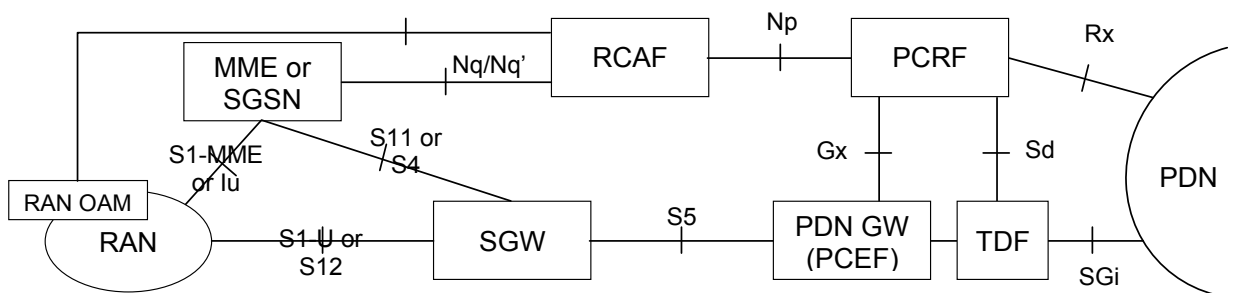 Np
Rx
MME or
SGSN
Nq/Nq’
RCAF
PCRF
S1-MME
or Iu
S11 or
S4
Gx
Sd
PDN
RAN OAM
RAN
S1-U or
S12
SGW
S5
PDN GW
(PCEF)
TDF
SGi